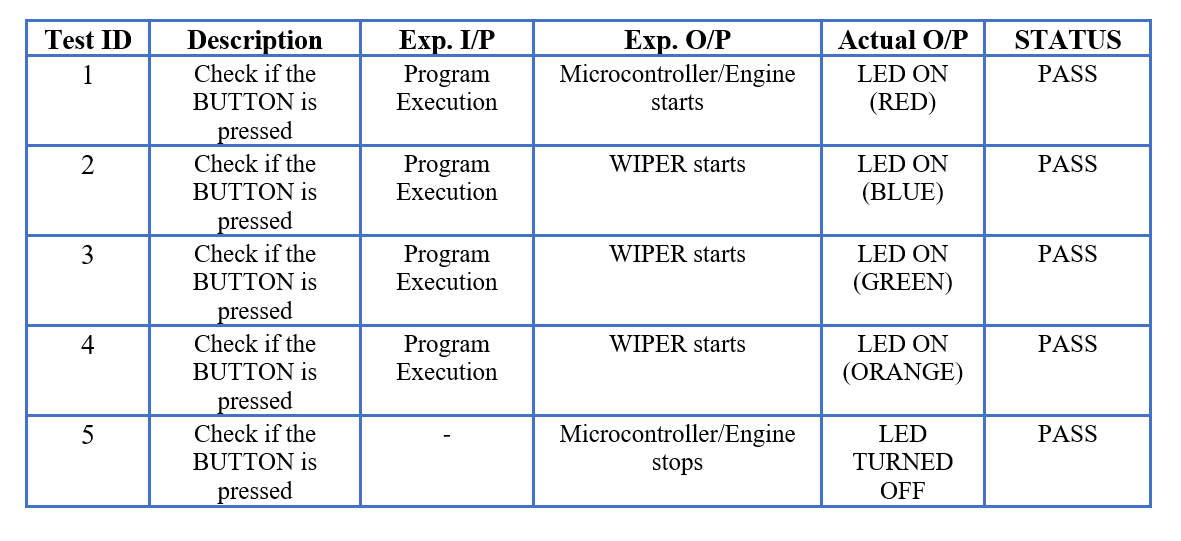 Test ID Description Exp. I/P Exp. O/P Actual O/P STATUS
1 Check if the Program Microcontroller/Engine LED ON PASS
BUTTON is Execution starts (RED)
pressed
2 Check if the Program WIPER starts LED ON PASS
BUTTON is Execution (BLUE)
pressed
3 Check if the Program WIPER starts LED ON PASS
BUTTON is Execution (GREEN)
pressed
4 Check if the Program WIPER starts LED ON PASS
BUTTON is Execution (ORANGE)
pressed
5 Check if the - Microcontroller/Engine LED PASS
BUTTON is stops TURNED
pressed OFF